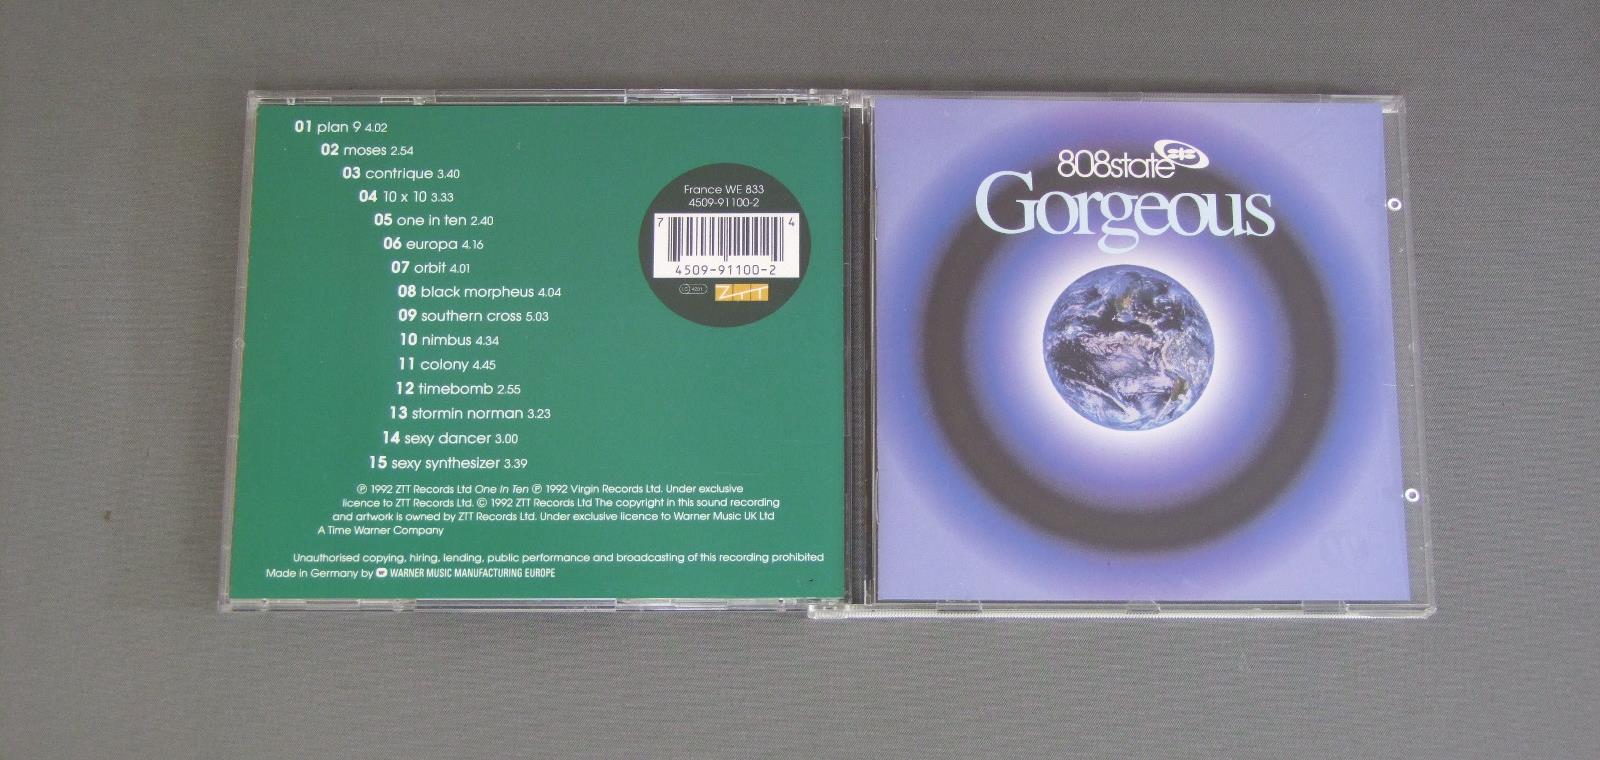 01 plan 9 4.02
02 moses 2.54
03 contrique 3.40
04 10 x 10 3.33
05 one in ten 2.40
06 europa 4.16
07 orbit 4.01
08 black morpheus 4.04
09 southern cross 5.03
10 nimbus 4.34
11 colony 4.45
12 timebomb 2.55
13 stormin norman 3.23
14 sexy dancer 3.00
15 sexy synthesizer 3.39
France WE 833
4509-91100-2
7 4
4509-91100-2
LC 4281
ZTT
Ⓟ 1992 ZTT Records Ltd One In Ten Ⓟ 1992 Virgin Records Ltd. Under exclusive
licence to ZTT Records Ltd. © 1992 ZTT Records Ltd The copyright in this sound recording
and artwork is owned by ZTT Records Ltd. Under exclusive licence to Warner Music UK Ltd
A Time Warner Company
Unauthorised copying, hiring, lending, public performance and broadcasting of this recording prohibited
Made in Germany by WARNER MUSIC MANUFACTURING EUROPE
808state
Gorgeous